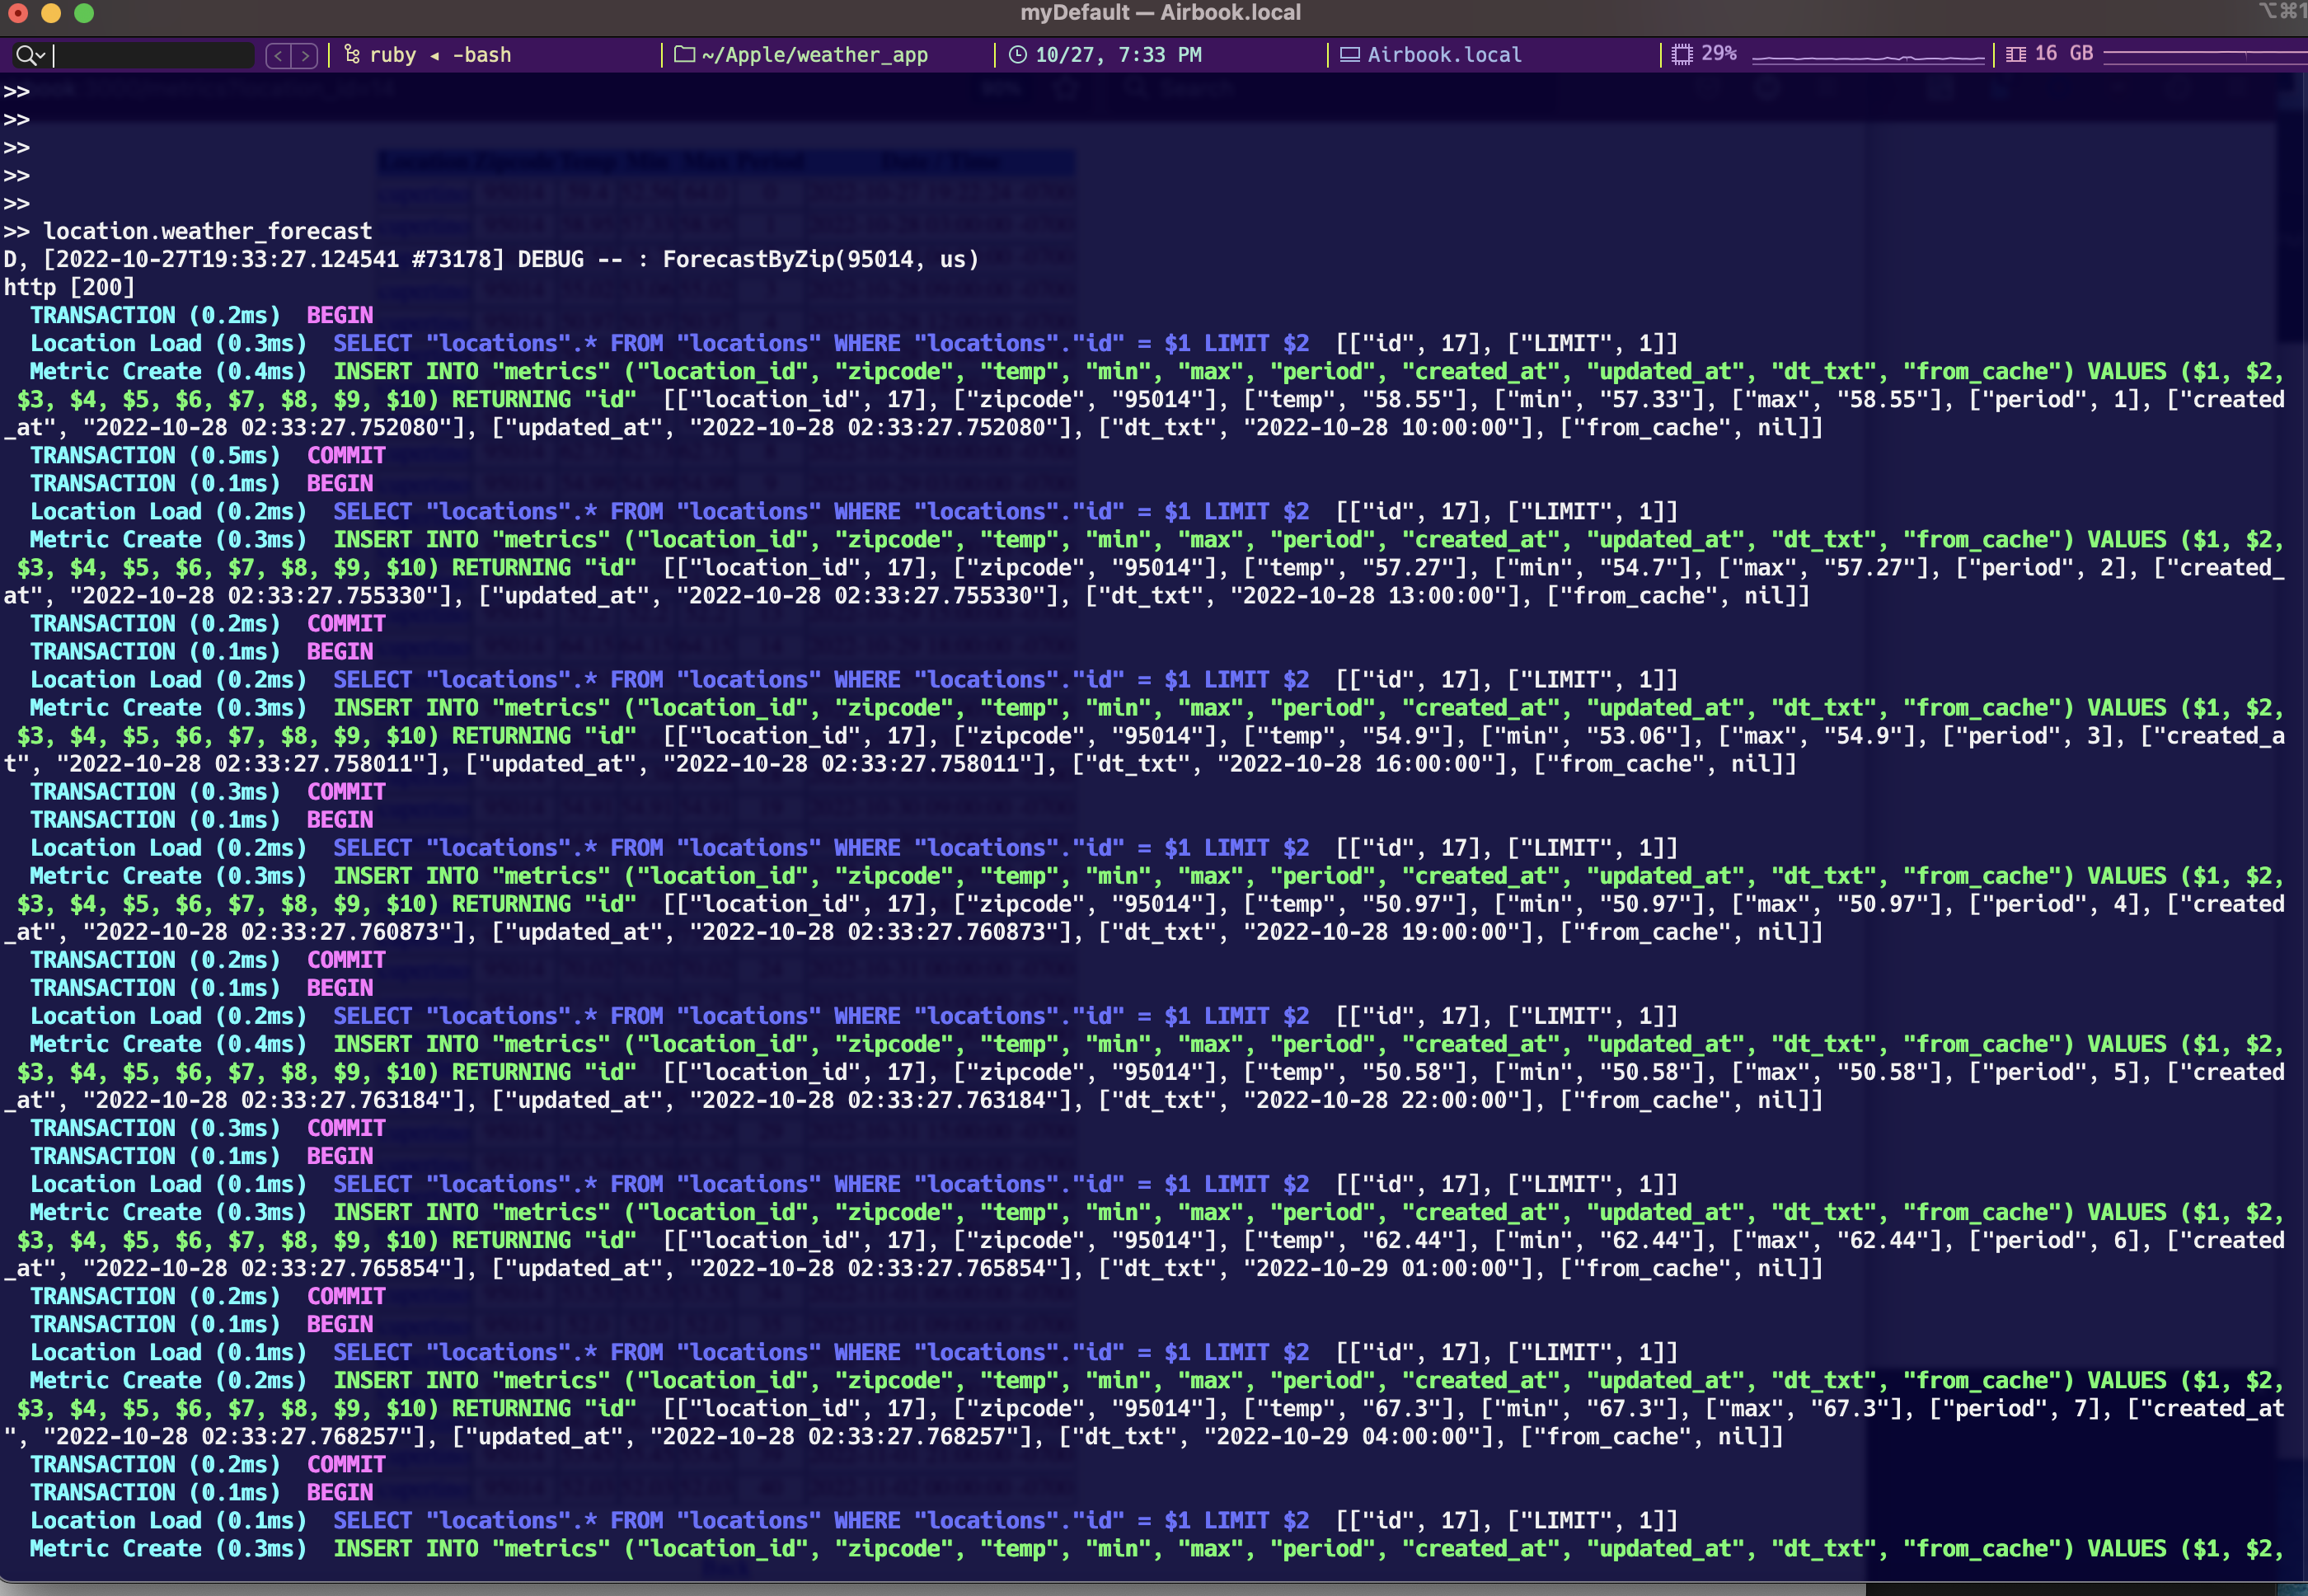 myDefault — Airbook.local
⌥⌘1
ruby ◂ -bash
~/Apple/weather_app
10/27, 7:33 PM
Airbook.local
29%
16 GB
>>
>>
>>
>>
>>
>> location.weather_forecast
D, [2022-10-27T19:33:27.124541 #73178] DEBUG -- : ForecastByZip(95014, us)
http [200]
TRANSACTION (0.2ms)  BEGIN
Location Load (0.3ms)  SELECT "locations".* FROM "locations" WHERE "locations"."id" = $1 LIMIT $2  [["id", 17], ["LIMIT", 1]]
Metric Create (0.4ms)  INSERT INTO "metrics" ("location_id", "zipcode", "temp", "min", "max", "period", "created_at", "updated_at", "dt_txt", "from_cache") VALUES ($1, $2,
$3, $4, $5, $6, $7, $8, $9, $10) RETURNING "id"  [["location_id", 17], ["zipcode", "95014"], ["temp", "58.55"], ["min", "57.33"], ["max", "58.55"], ["period", 1], ["created
_at", "2022-10-28 02:33:27.752080"], ["updated_at", "2022-10-28 02:33:27.752080"], ["dt_txt", "2022-10-28 10:00:00"], ["from_cache", nil]]
TRANSACTION (0.5ms)  COMMIT
TRANSACTION (0.1ms)  BEGIN
Location Load (0.2ms)  SELECT "locations".* FROM "locations" WHERE "locations"."id" = $1 LIMIT $2  [["id", 17], ["LIMIT", 1]]
Metric Create (0.3ms)  INSERT INTO "metrics" ("location_id", "zipcode", "temp", "min", "max", "period", "created_at", "updated_at", "dt_txt", "from_cache") VALUES ($1, $2,
$3, $4, $5, $6, $7, $8, $9, $10) RETURNING "id"  [["location_id", 17], ["zipcode", "95014"], ["temp", "57.27"], ["min", "54.7"], ["max", "57.27"], ["period", 2], ["created_
at", "2022-10-28 02:33:27.755330"], ["updated_at", "2022-10-28 02:33:27.755330"], ["dt_txt", "2022-10-28 13:00:00"], ["from_cache", nil]]
TRANSACTION (0.2ms)  COMMIT
TRANSACTION (0.1ms)  BEGIN
Location Load (0.2ms)  SELECT "locations".* FROM "locations" WHERE "locations"."id" = $1 LIMIT $2  [["id", 17], ["LIMIT", 1]]
Metric Create (0.3ms)  INSERT INTO "metrics" ("location_id", "zipcode", "temp", "min", "max", "period", "created_at", "updated_at", "dt_txt", "from_cache") VALUES ($1, $2,
$3, $4, $5, $6, $7, $8, $9, $10) RETURNING "id"  [["location_id", 17], ["zipcode", "95014"], ["temp", "54.9"], ["min", "53.06"], ["max", "54.9"], ["period", 3], ["created_a
t", "2022-10-28 02:33:27.758011"], ["updated_at", "2022-10-28 02:33:27.758011"], ["dt_txt", "2022-10-28 16:00:00"], ["from_cache", nil]]
TRANSACTION (0.3ms)  COMMIT
TRANSACTION (0.1ms)  BEGIN
Location Load (0.2ms)  SELECT "locations".* FROM "locations" WHERE "locations"."id" = $1 LIMIT $2  [["id", 17], ["LIMIT", 1]]
Metric Create (0.3ms)  INSERT INTO "metrics" ("location_id", "zipcode", "temp", "min", "max", "period", "created_at", "updated_at", "dt_txt", "from_cache") VALUES ($1, $2,
$3, $4, $5, $6, $7, $8, $9, $10) RETURNING "id"  [["location_id", 17], ["zipcode", "95014"], ["temp", "50.97"], ["min", "50.97"], ["max", "50.97"], ["period", 4], ["created
_at", "2022-10-28 02:33:27.760873"], ["updated_at", "2022-10-28 02:33:27.760873"], ["dt_txt", "2022-10-28 19:00:00"], ["from_cache", nil]]
TRANSACTION (0.2ms)  COMMIT
TRANSACTION (0.1ms)  BEGIN
Location Load (0.2ms)  SELECT "locations".* FROM "locations" WHERE "locations"."id" = $1 LIMIT $2  [["id", 17], ["LIMIT", 1]]
Metric Create (0.4ms)  INSERT INTO "metrics" ("location_id", "zipcode", "temp", "min", "max", "period", "created_at", "updated_at", "dt_txt", "from_cache") VALUES ($1, $2,
$3, $4, $5, $6, $7, $8, $9, $10) RETURNING "id"  [["location_id", 17], ["zipcode", "95014"], ["temp", "50.58"], ["min", "50.58"], ["max", "50.58"], ["period", 5], ["created
_at", "2022-10-28 02:33:27.763184"], ["updated_at", "2022-10-28 02:33:27.763184"], ["dt_txt", "2022-10-28 22:00:00"], ["from_cache", nil]]
TRANSACTION (0.3ms)  COMMIT
TRANSACTION (0.1ms)  BEGIN
Location Load (0.1ms)  SELECT "locations".* FROM "locations" WHERE "locations"."id" = $1 LIMIT $2  [["id", 17], ["LIMIT", 1]]
Metric Create (0.3ms)  INSERT INTO "metrics" ("location_id", "zipcode", "temp", "min", "max", "period", "created_at", "updated_at", "dt_txt", "from_cache") VALUES ($1, $2,
$3, $4, $5, $6, $7, $8, $9, $10) RETURNING "id"  [["location_id", 17], ["zipcode", "95014"], ["temp", "62.44"], ["min", "62.44"], ["max", "62.44"], ["period", 6], ["created
_at", "2022-10-28 02:33:27.765854"], ["updated_at", "2022-10-28 02:33:27.765854"], ["dt_txt", "2022-10-29 01:00:00"], ["from_cache", nil]]
TRANSACTION (0.2ms)  COMMIT
TRANSACTION (0.1ms)  BEGIN
Location Load (0.1ms)  SELECT "locations".* FROM "locations" WHERE "locations"."id" = $1 LIMIT $2  [["id", 17], ["LIMIT", 1]]
Metric Create (0.2ms)  INSERT INTO "metrics" ("location_id", "zipcode", "temp", "min", "max", "period", "created_at", "updated_at", "dt_txt", "from_cache") VALUES ($1, $2,
$3, $4, $5, $6, $7, $8, $9, $10) RETURNING "id"  [["location_id", 17], ["zipcode", "95014"], ["temp", "67.3"], ["min", "67.3"], ["max", "67.3"], ["period", 7], ["created_at
", "2022-10-28 02:33:27.768257"], ["updated_at", "2022-10-28 02:33:27.768257"], ["dt_txt", "2022-10-29 04:00:00"], ["from_cache", nil]]
TRANSACTION (0.2ms)  COMMIT
TRANSACTION (0.1ms)  BEGIN
Location Load (0.1ms)  SELECT "locations".* FROM "locations" WHERE "locations"."id" = $1 LIMIT $2  [["id", 17], ["LIMIT", 1]]
Metric Create (0.3ms)  INSERT INTO "metrics" ("location_id", "zipcode", "temp", "min", "max", "period", "created_at", "updated_at", "dt_txt", "from_cache") VALUES ($1, $2,